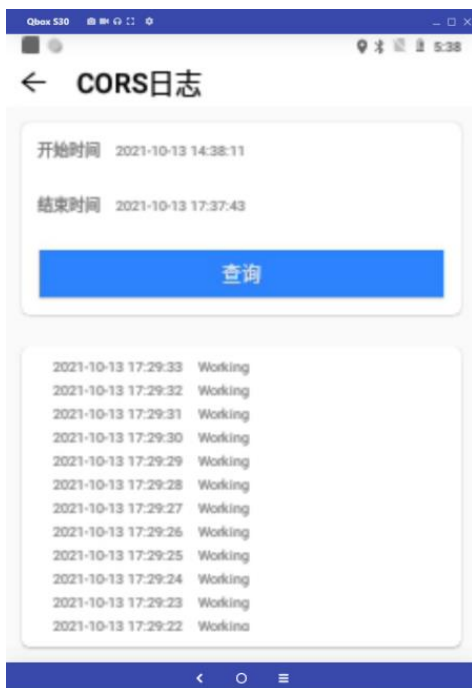 Qbox S30
5:38
CORS日志
开始时间 2021-10-13 14:38:11
结束时间 2021-10-13 17:37:43
查询
2021-10-13 17:29:33 Working
2021-10-13 17:29:32 Working
2021-10-13 17:29:31 Working
2021-10-13 17:29:30 Working
2021-10-13 17:29:29 Working
2021-10-13 17:29:28 Working
2021-10-13 17:29:27 Working
2021-10-13 17:29:26 Working
2021-10-13 17:29:25 Working
2021-10-13 17:29:24 Working
2021-10-13 17:29:23 Working
2021-10-13 17:29:22 Working